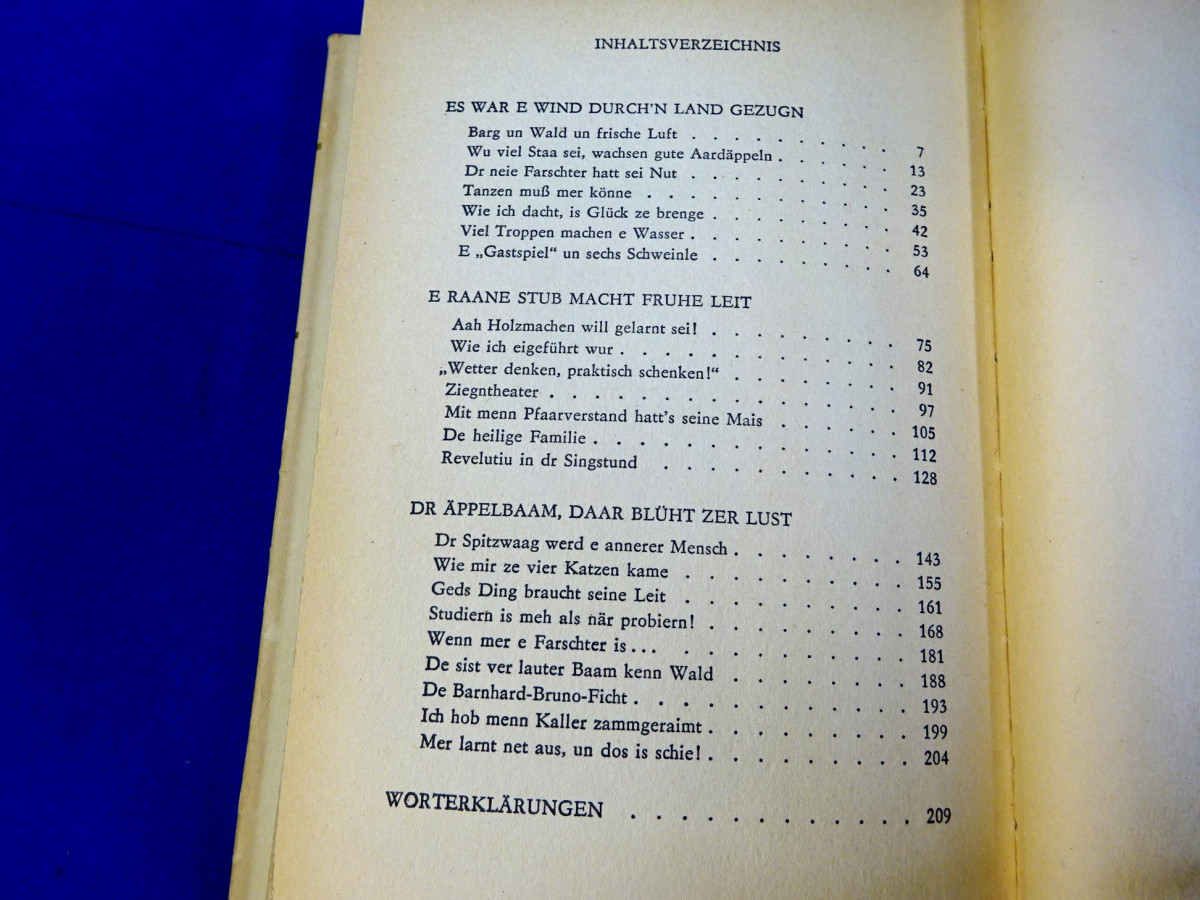 INHALTSVERZEICHNIS
ES WAR E WIND DURCH'N LAND GEZUGN
Barg un Wald un frische Luft . . . . . . . . . . 7
Wu viel Staa sei, wachsen gute Aardäppeln . . . . . . 13
Dr neie Farschter hatt sei Nut . . . . . . . . . . 23
Tanzen muß mer könne . . . . . . . . . . . . 35
Wie ich dacht, is Glück ze brenge . . . . . . . . . 42
Viel Troppen machen e Wasser . . . . . . . . . . 53
E „Gastspiel“ un sechs Schweinle . . . . . . . . . 64
E RAANE STUB MACHT FRUHE LEIT
Aah Holzmachen will gelarnt sei! . . . . . . . . . 75
Wie ich eigeführt wur . . . . . . . . . . . . . 82
„Wetter denken, praktisch schenken!“ . . . . . . . . 91
Ziegntheater . . . . . . . . . . . . . . . . 97
Mit menn Pfaarverstand hatt's seine Mais . . . . . . 105
De heilige Familie . . . . . . . . . . . . . . 112
Revelutiu in dr Singstund . . . . . . . . . . . 128
DR ÄPPELBAAM, DAAR BLÜHT ZER LUST
Dr Spitzwaag werd e annerer Mensch . . . . . . . . 143
Wie mir ze vier Katzen kame . . . . . . . . . . 155
Geds Ding braucht seine Leit . . . . . . . . . . 161
Studiern is meh als när probiern! . . . . . . . . . 168
Wenn mer e Farschter is . . . . . . . . . . . . . 181
De sist ver lauter Baam kenn Wald . . . . . . . . 188
De Barnhard-Bruno-Ficht . . . . . . . . . . . . 193
Ich hob menn Kaller zammgeraimt . . . . . . . . . 199
Mer larnt net aus, un dos is schie! . . . . . . . . . 204
WORTERKLÄRUNGEN . . . . . . . . . . . . 209